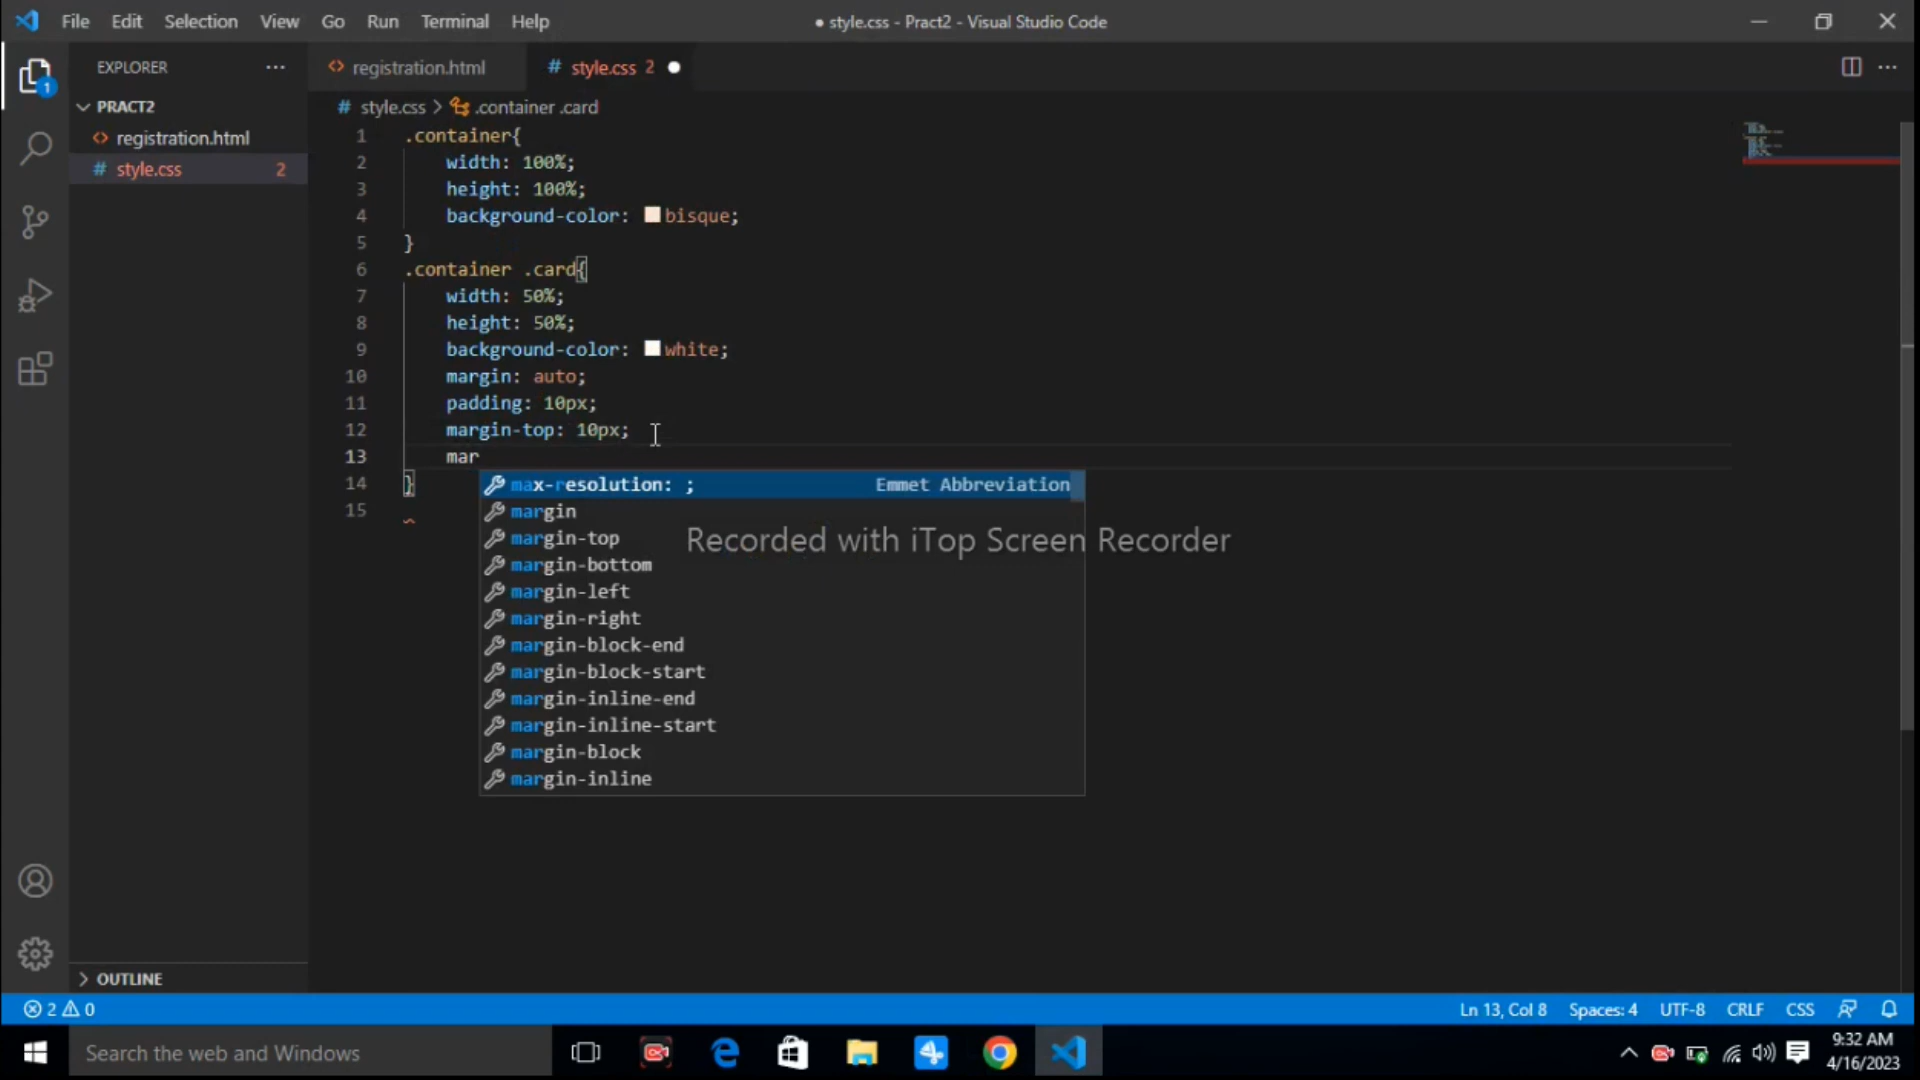 File Edit Selection View Go Run Terminal Help
● style.css - Pract2 - Visual Studio Code
EXPLORER ...
registration.html
# style.css 2 ●
1
PRACT2
registration.html
# style.css 2
# style.css > .container .card
1 .container{
2 width: 100%;
3 height: 100%;
4 background-color: bisque;
5 }
6 .container .card{
7 width: 50%;
8 height: 50%;
9 background-color: white;
10 margin: auto;
11 padding: 10px;
12 margin-top: 10px;
13 mar
14 }
15
max-resolution: ; Emmet Abbreviation
margin
margin-top
margin-bottom
margin-left
margin-right
margin-block-end
margin-block-start
margin-inline-end
margin-inline-start
margin-block
margin-inline
Recorded with iTop Screen Recorder
OUTLINE
2 0
Ln 13, Col 8 Spaces: 4 UTF-8 CRLF CSS
Search the web and Windows
9:32 AM
4/16/2023